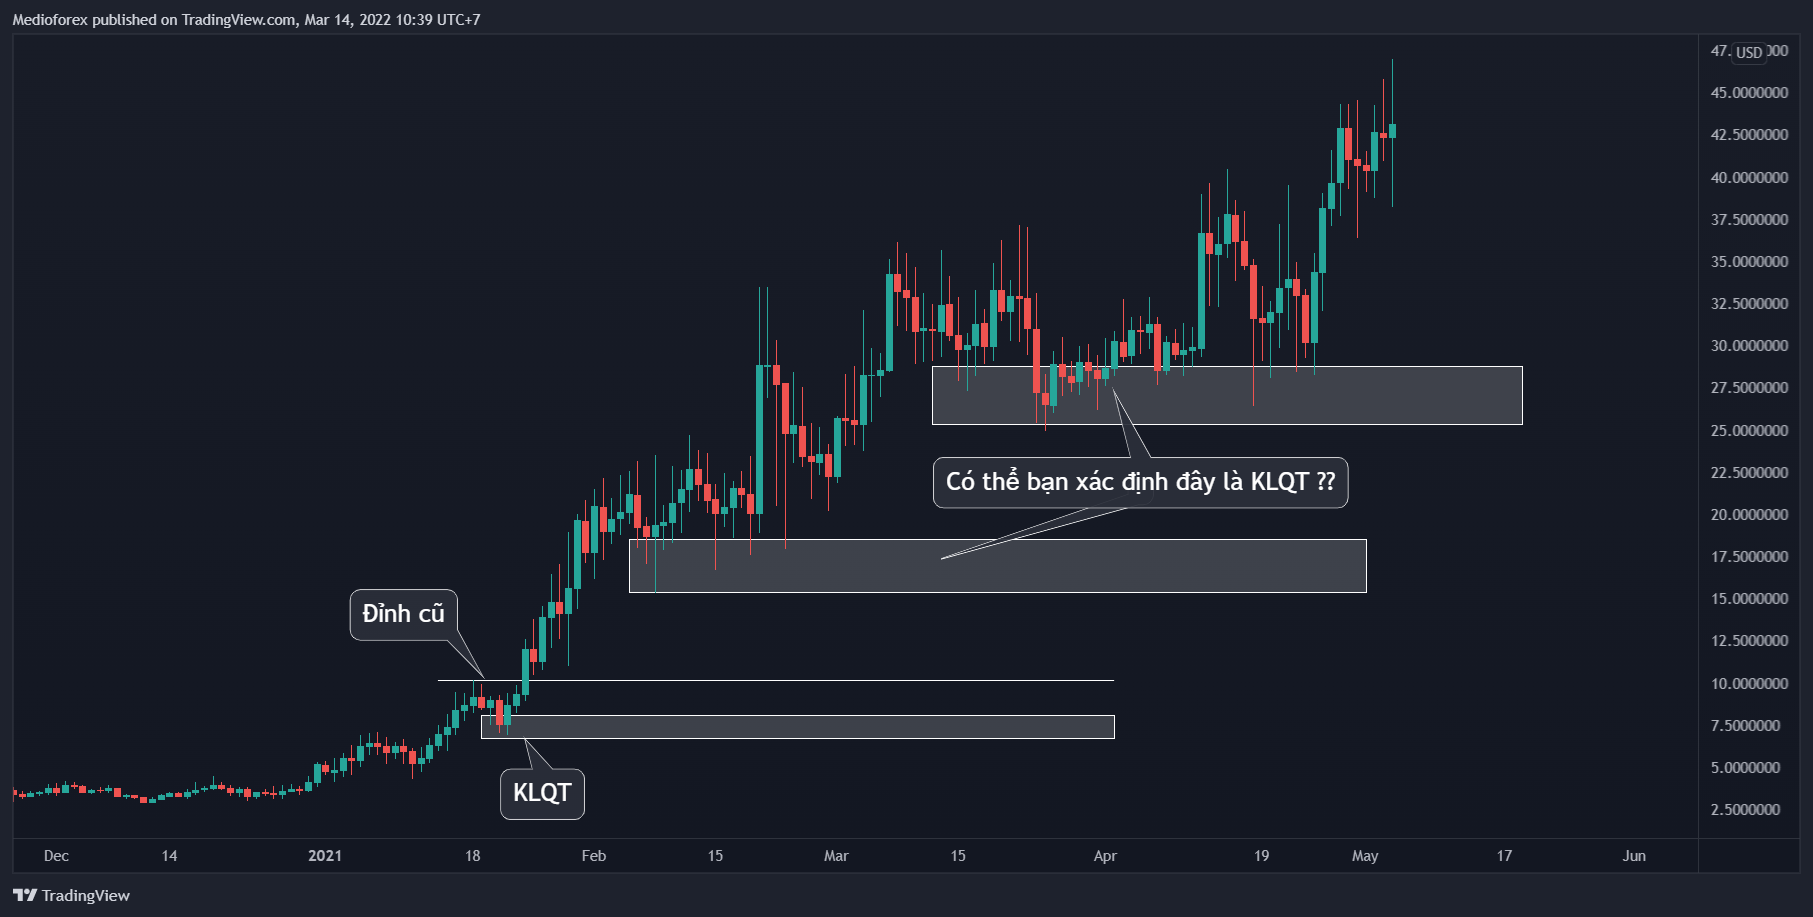 Medioforex published on TradingView.com, Mar 14, 2022 10:39 UTC+7
USD
45.0000000
42.5000000
40.0000000
37.5000000
35.0000000
32.5000000
30.0000000
27.5000000
25.0000000
Có thể bạn xác định đây là KLQT ??
22.5000000
20.0000000
17.5000000
15.0000000
Đỉnh cũ
12.5000000
10.0000000
7.5000000
5.0000000
KLQT
2.5000000
Dec 14 2021 18 Feb 15 Mar 15 Apr 19 May 17 Jun
TradingView